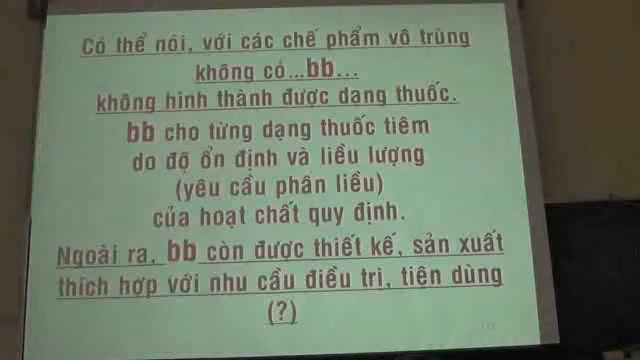 Có thể nói, với các chế phẩm vô trùng
không có...bb...
không hình thành được dạng thuốc.
bb cho từng dạng thuốc tiêm
do độ ổn định và liều lượng
(yêu cầu phân liều)
của hoạt chất quy định.
Ngoài ra, bb còn được thiết kế, sản xuất
thích hợp với nhu cầu điều trị, tiện dùng
(?)